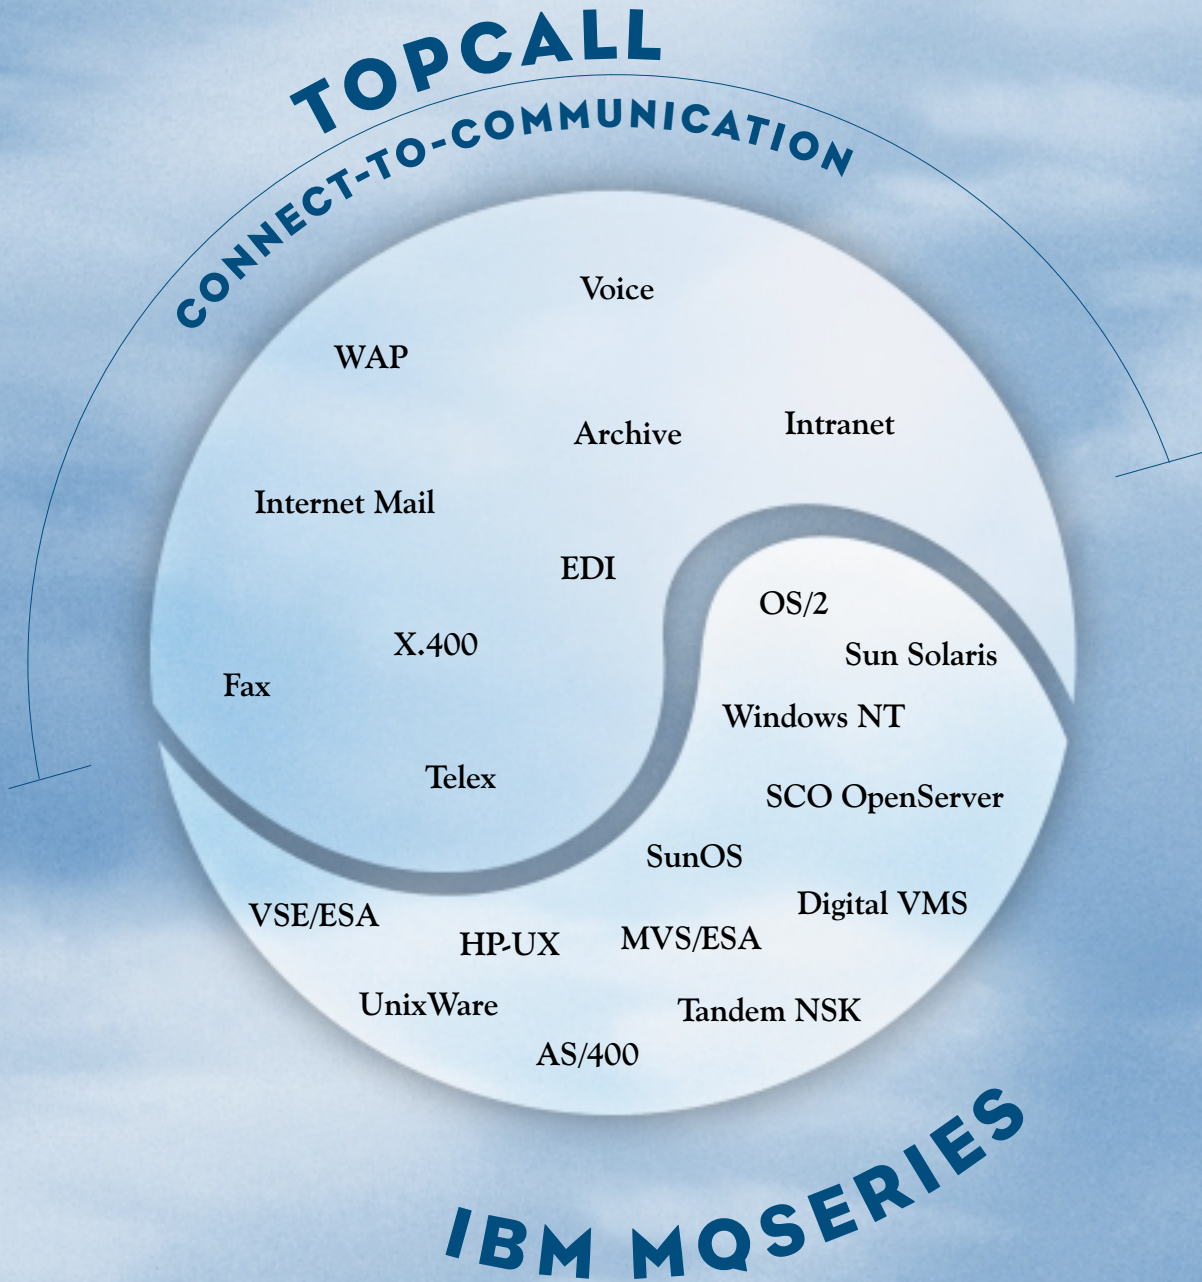 TOPCALL
CONNECT-TO-COMMUNICATION
Voice
WAP
Archive
Intranet
Internet Mail
EDI
OS/2
X.400
Sun Solaris
Fax
Windows NT
Telex
SCO OpenServer
SunOS
Digital VMS
VSE/ESA
HP-UX
MVS/ESA
UnixWare
Tandem NSK
AS/400
IBM MQSERIES